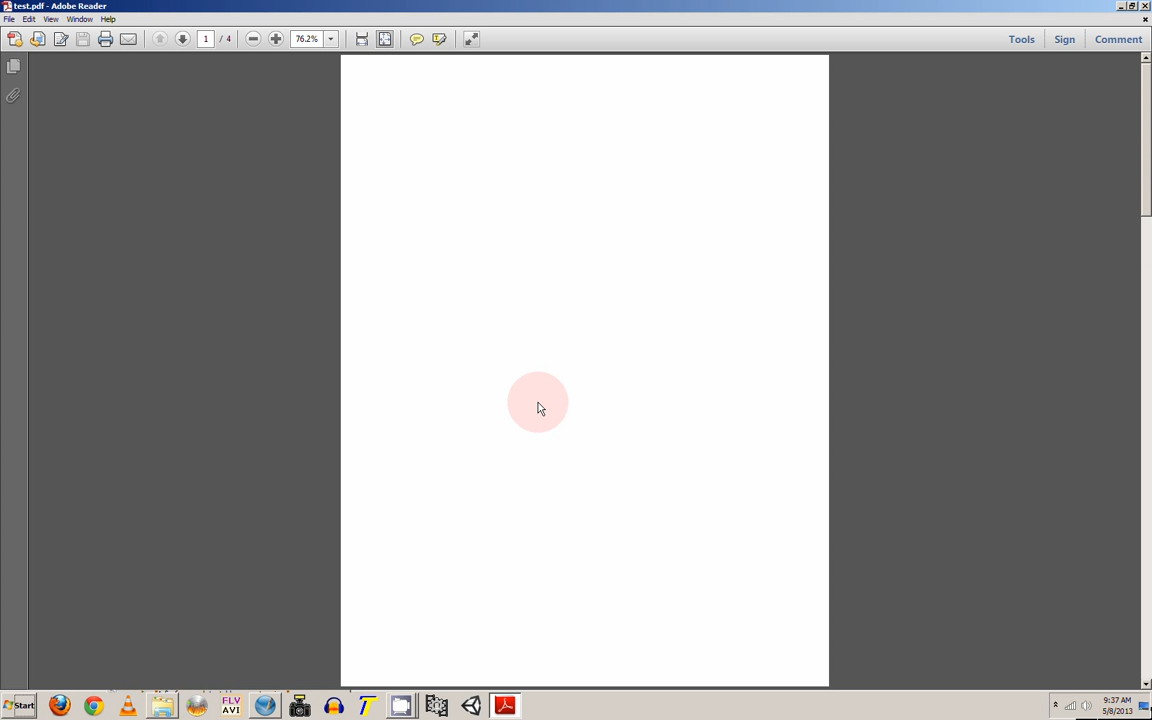 test.pdf - Adobe Reader
File Edit View Window Help
1 / 4 76.2% Tools Sign Comment
Start FLV AVI T 9:37 AM
5/8/2013